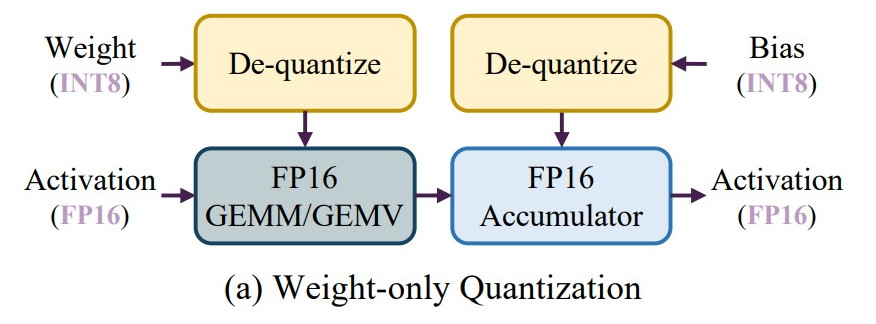 Weight
(INT8)
De-quantize
De-quantize
Bias
(INT8)
Activation
(FP16)
FP16
GEMM/GEMV
FP16
Accumulator
Activation
(FP16)
(a) Weight-only Quantization